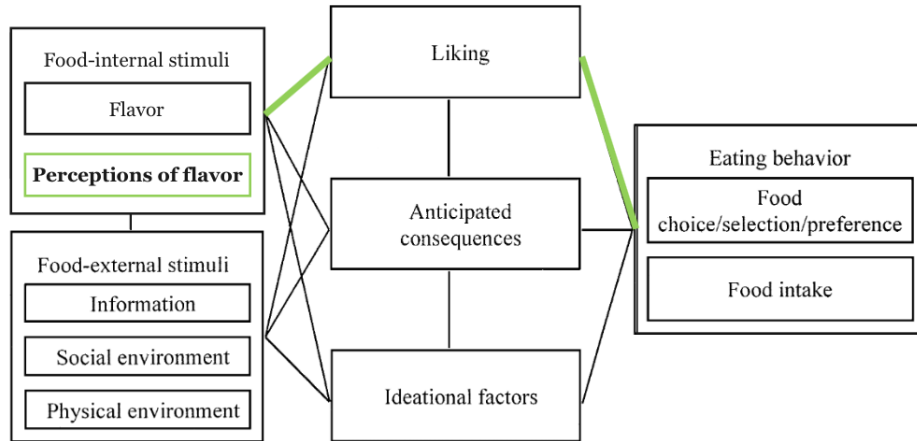 Food-internal stimuli
Flavor
Perceptions of flavor
Food-external stimuli
Information
Social environment
Physical environment
Liking
Anticipated
consequences
Ideational factors
Eating behavior
Food
choice/selection/preference
Food intake